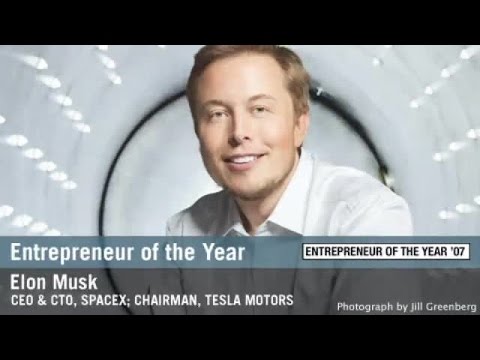 Entrepreneur of the Year
ENTREPRENEUR OF THE YEAR '07
Elon Musk
CEO & CTO, SPACEX; CHAIRMAN, TESLA MOTORS
Photograph by Jill Greenberg